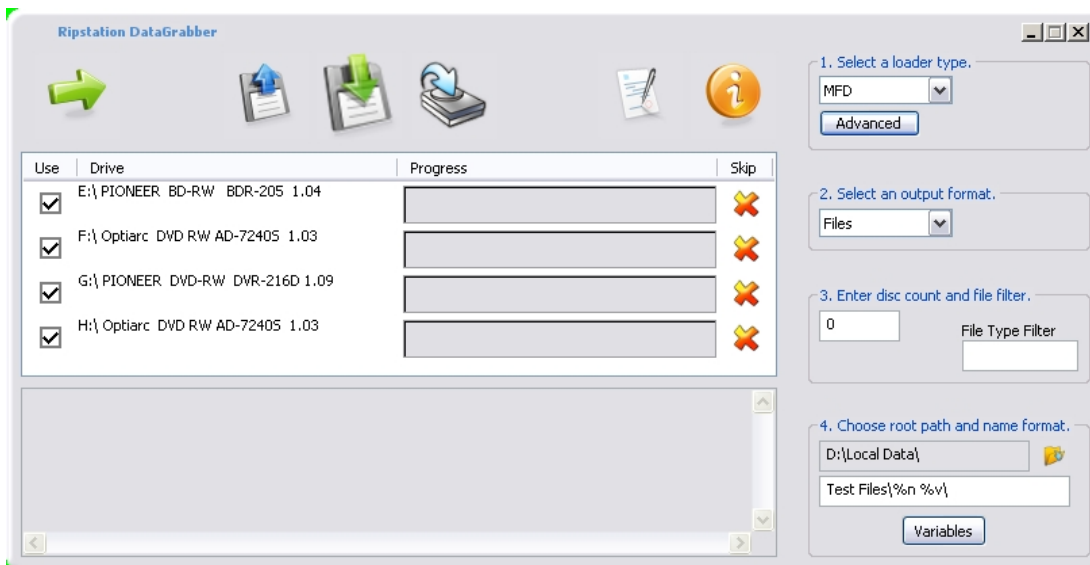 Ripstation DataGrabber
Use Drive Progress Skip
E:\ PIONEER BD-RW BDR-205 1.04
F:\ Optiarc DVD RW AD-7240S 1.03
G:\ PIONEER DVD-RW DVR-216D 1.09
H:\ Optiarc DVD RW AD-7240S 1.03
1. Select a loader type.
MFD
Advanced
2. Select an output format.
Files
3. Enter disc count and file filter.
0
File Type Filter
4. Choose root path and name format.
D:\Local Data\
Test Files\%n %v\
Variables